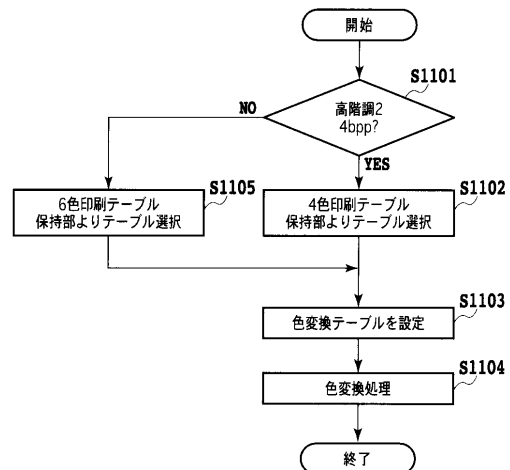 開始
S1101
高階調2
4bpp?
NO
YES
S1105
6色印刷テーブル
保持部よりテーブル選択
S1102
4色印刷テーブル
保持部よりテーブル選択
S1103
色変換テーブルを設定
S1104
色変換処理
終了